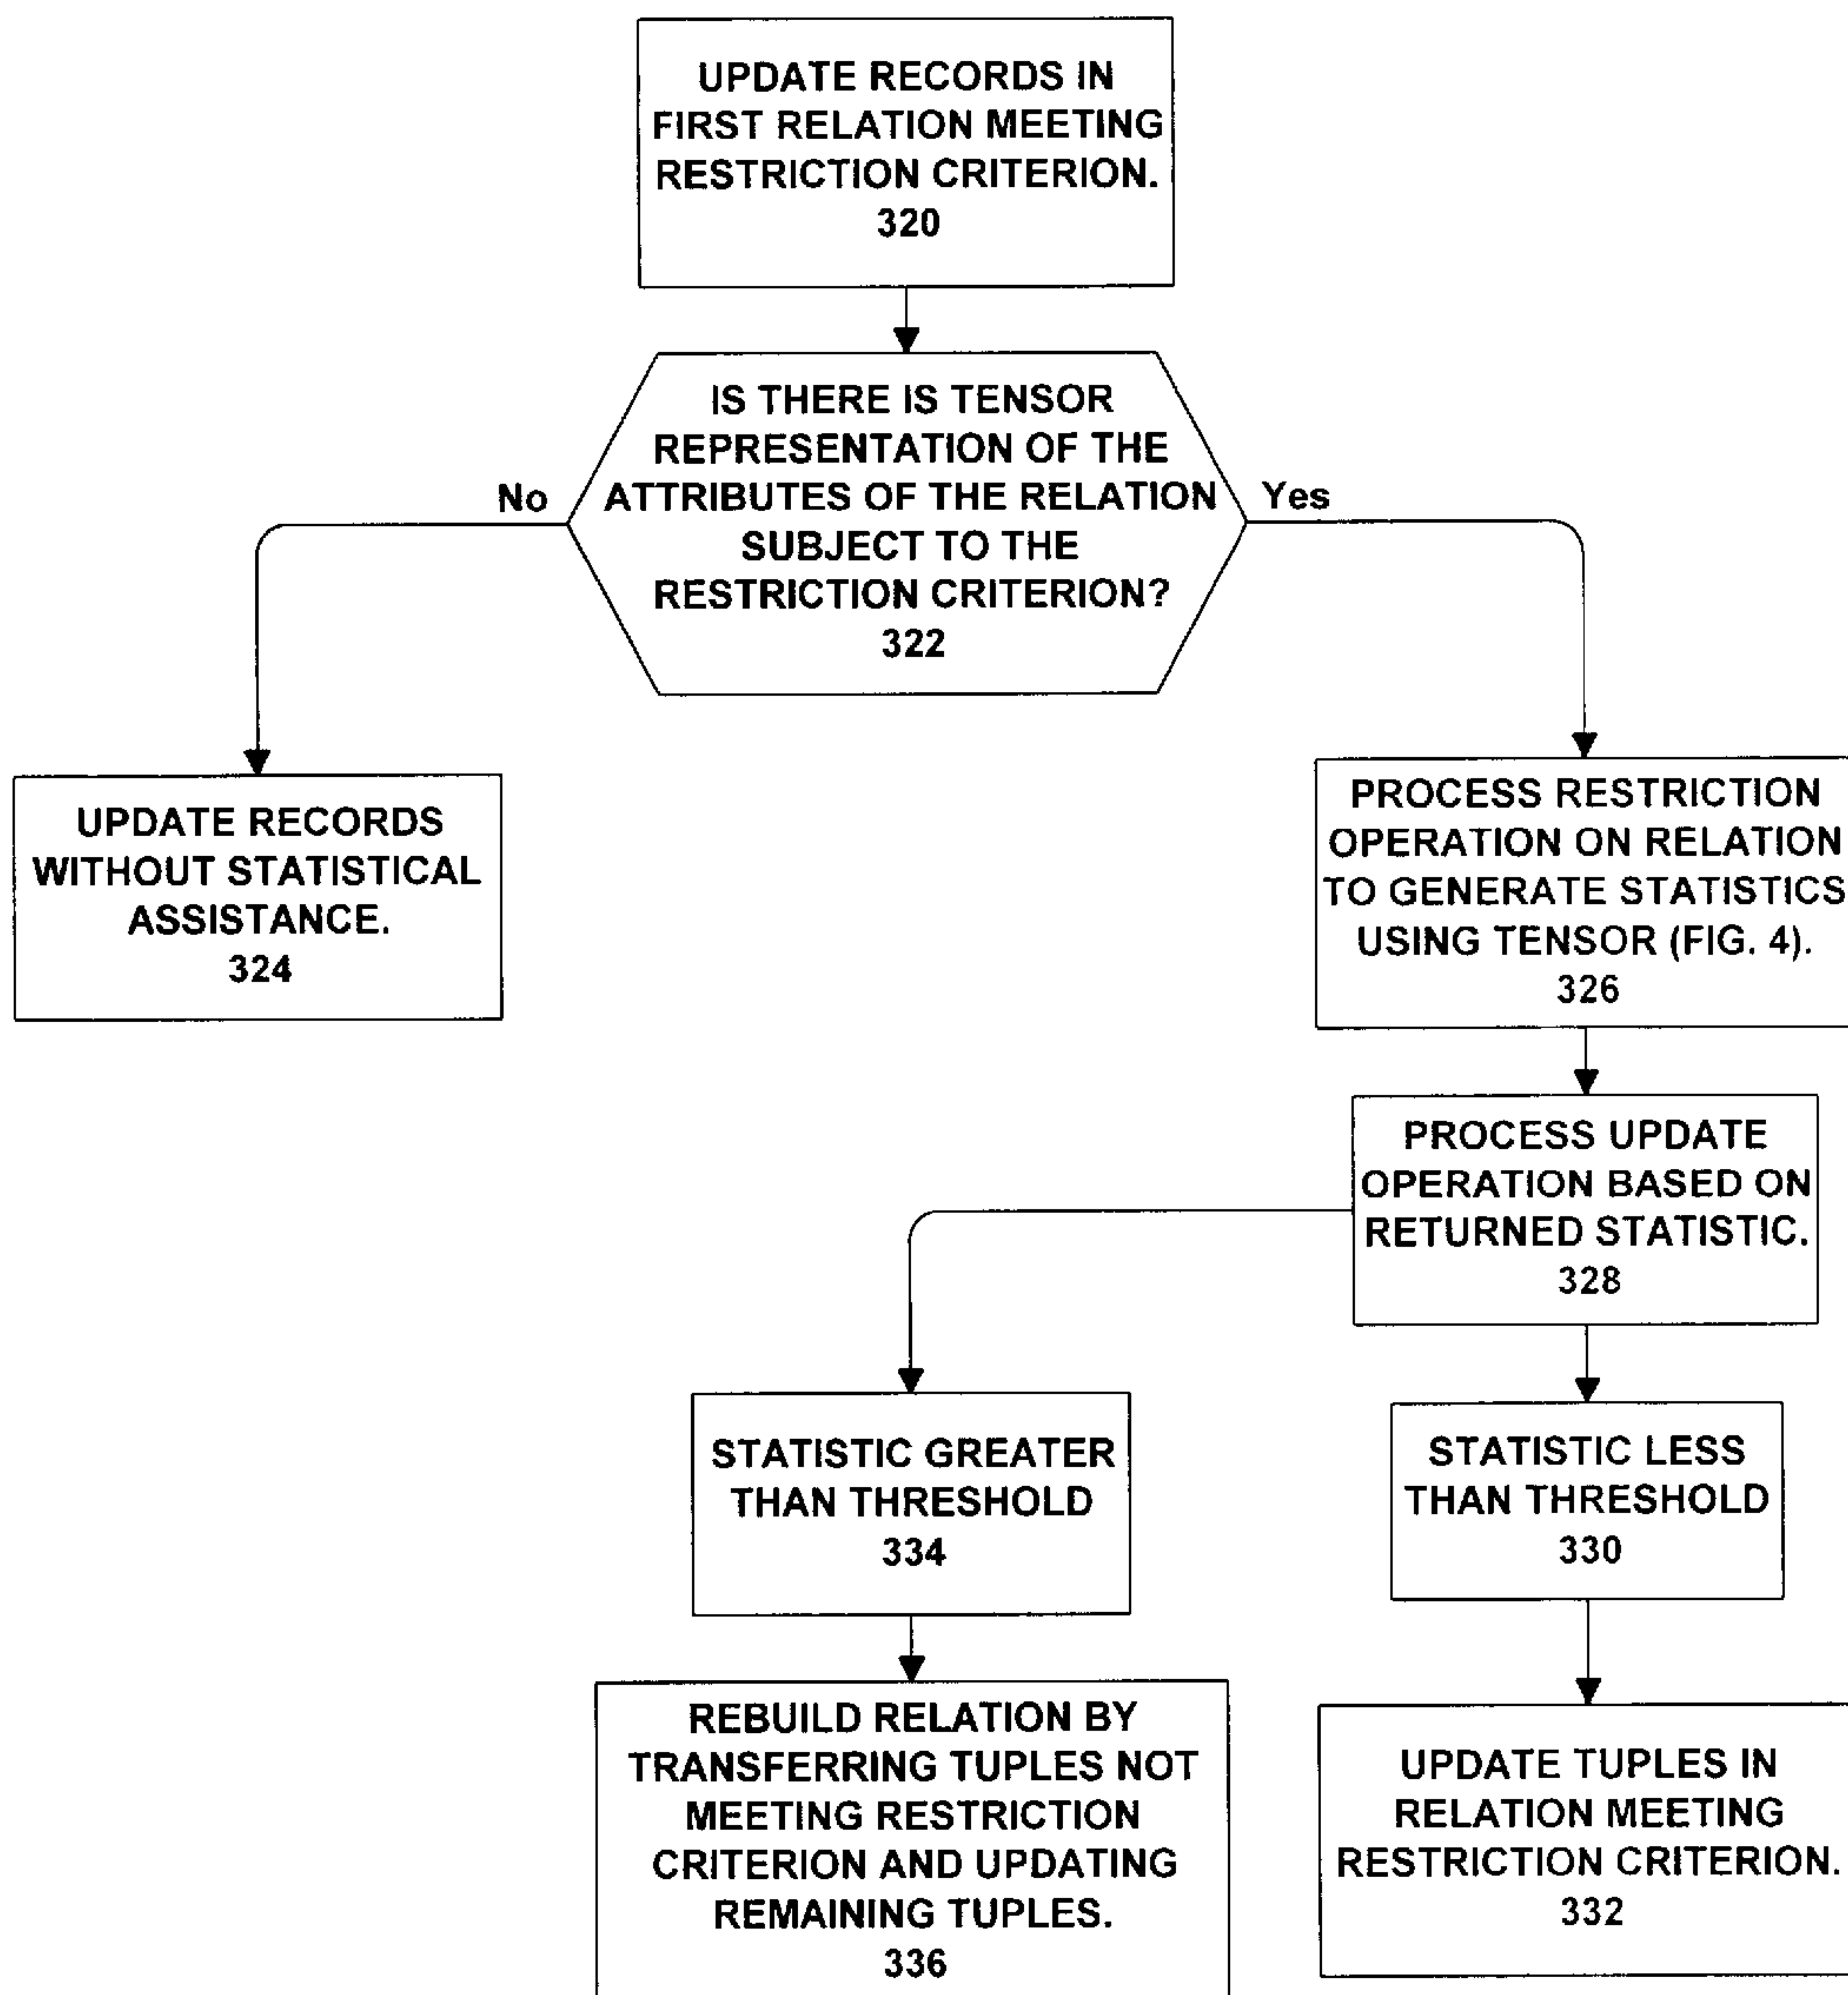 UPDATE RECORDS IN
FIRST RELATION MEETING
RESTRICTION CRITERION.
320
IS THERE IS TENSOR
REPRESENTATION OF THE
ATTRIBUTES OF THE RELATION
SUBJECT TO THE
RESTRICTION CRITERION?
322
No
Yes
UPDATE RECORDS
WITHOUT STATISTICAL
ASSISTANCE.
324
PROCESS RESTRICTION
OPERATION ON RELATION
TO GENERATE STATISTICS
USING TENSOR (FIG. 4).
326
PROCESS UPDATE
OPERATION BASED ON
RETURNED STATISTIC.
328
STATISTIC GREATER
THAN THRESHOLD
334
STATISTIC LESS
THAN THRESHOLD
330
REBUILD RELATION BY
TRANSFERRING TUPLES NOT
MEETING RESTRICTION
CRITERION AND UPDATING
REMAINING TUPLES.
336
UPDATE TUPLES IN
RELATION MEETING
RESTRICTION CRITERION.
332